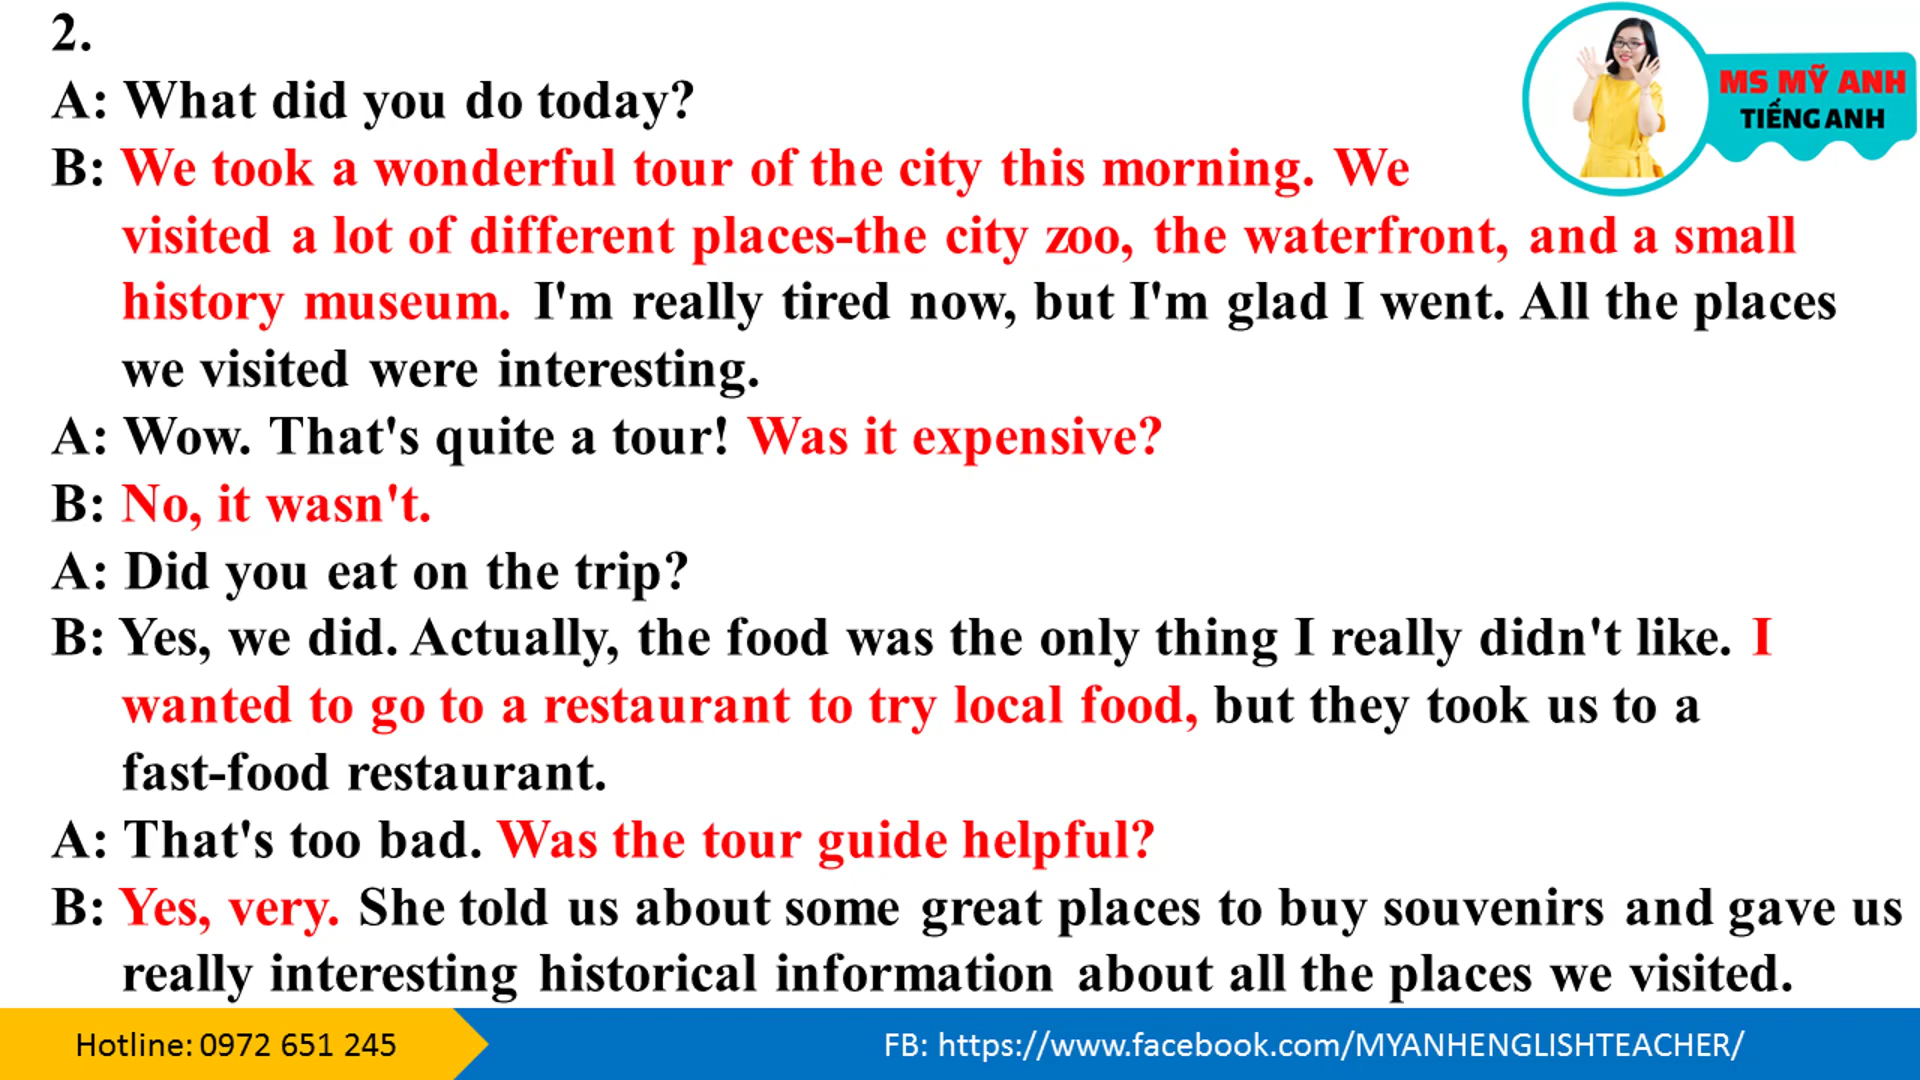 2.
A: What did you do today?
B: We took a wonderful tour of the city this morning. We
visited a lot of different places-the city zoo, the waterfront, and a small
history museum. I'm really tired now, but I'm glad I went. All the places
we visited were interesting.
A: Wow. That's quite a tour! Was it expensive?
B: No, it wasn't.
A: Did you eat on the trip?
B: Yes, we did. Actually, the food was the only thing I really didn't like. I
wanted to go to a restaurant to try local food, but they took us to a
fast-food restaurant.
A: That's too bad. Was the tour guide helpful?
B: Yes, very. She told us about some great places to buy souvenirs and gave us
really interesting historical information about all the places we visited.
MS MỸ ANH
TIẾNG ANH
Hotline: 0972 651 245
FB: https://www.facebook.com/MYANHENGLISHTEACHER/